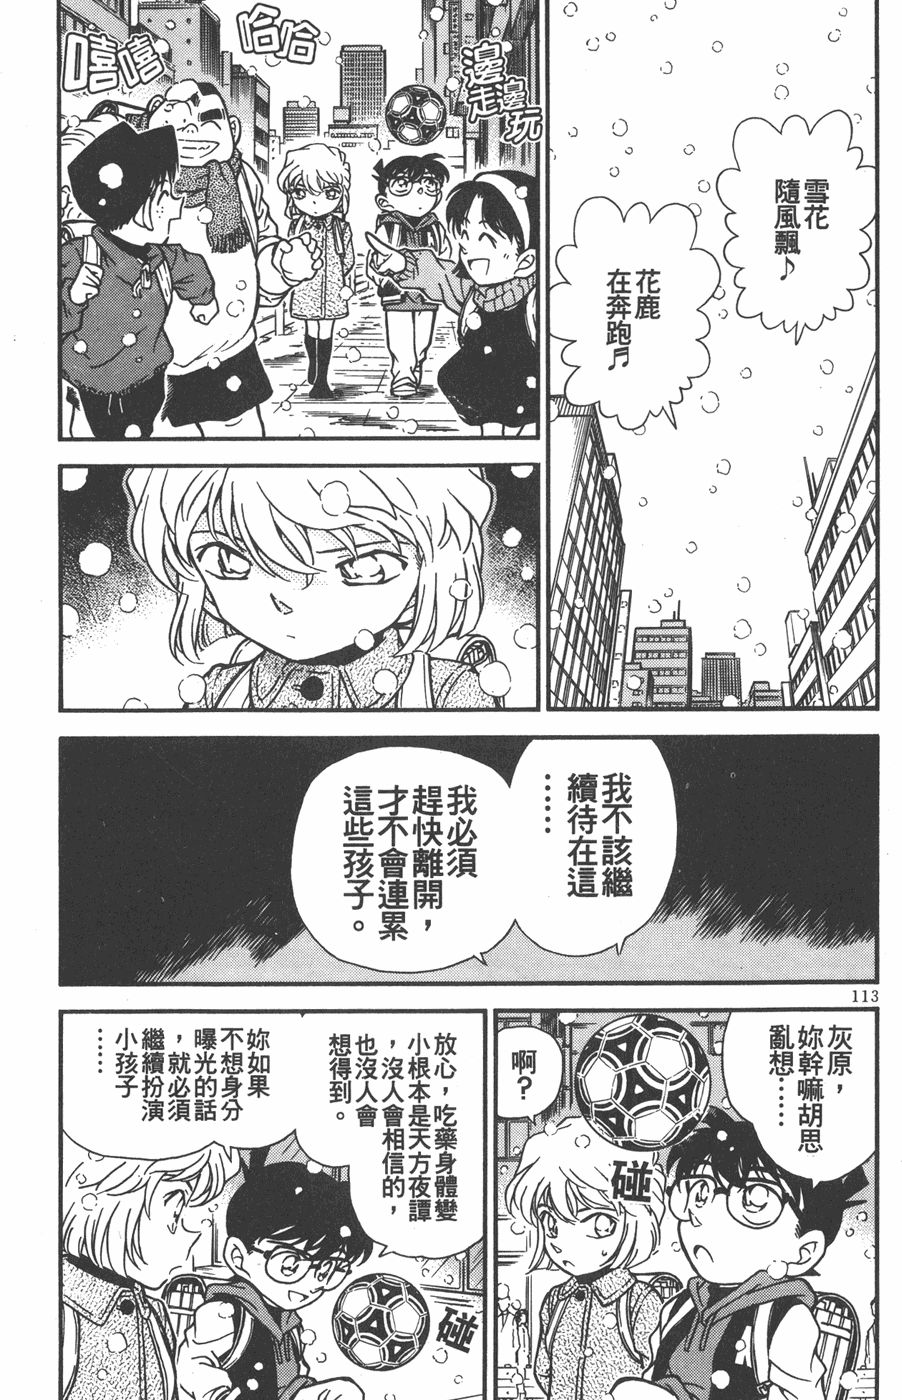 雪花
隨風飄♪
花鹿
在奔跑♬
邊走邊玩
哈哈
嘻嘻
我不該繼
續待在這
……
我必須
趕快離開，
才不會連累
這些孩子。
113
灰原，
妳幹嘛胡思
亂想……
啊？
碰
放心，吃藥身體變
小根本是天方夜譚
，沒人會相信的，
也沒人會
想得到。
妳如果
不想身分
曝光的話
，就必須
繼續扮演
小孩子
……
碰